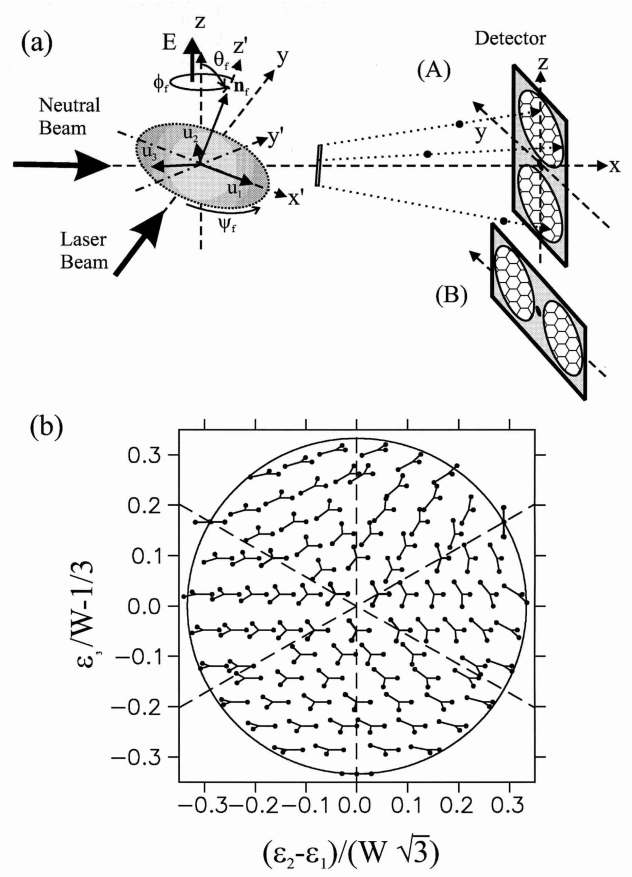 (a)
z
E
z'
θf
y
ϕf
nf
Neutral
Beam
y'
u2
u3
u1
x'
ψf
Laser
Beam
Detector
(A)
z
y
x
(B)
(b)
0.3
0.2
0.1
0.0
−0.1
−0.2
−0.3
ε3/W-1/3
−0.3 −0.2 −0.1 0.0 0.1 0.2 0.3
(ε2-ε1)/(W √3)